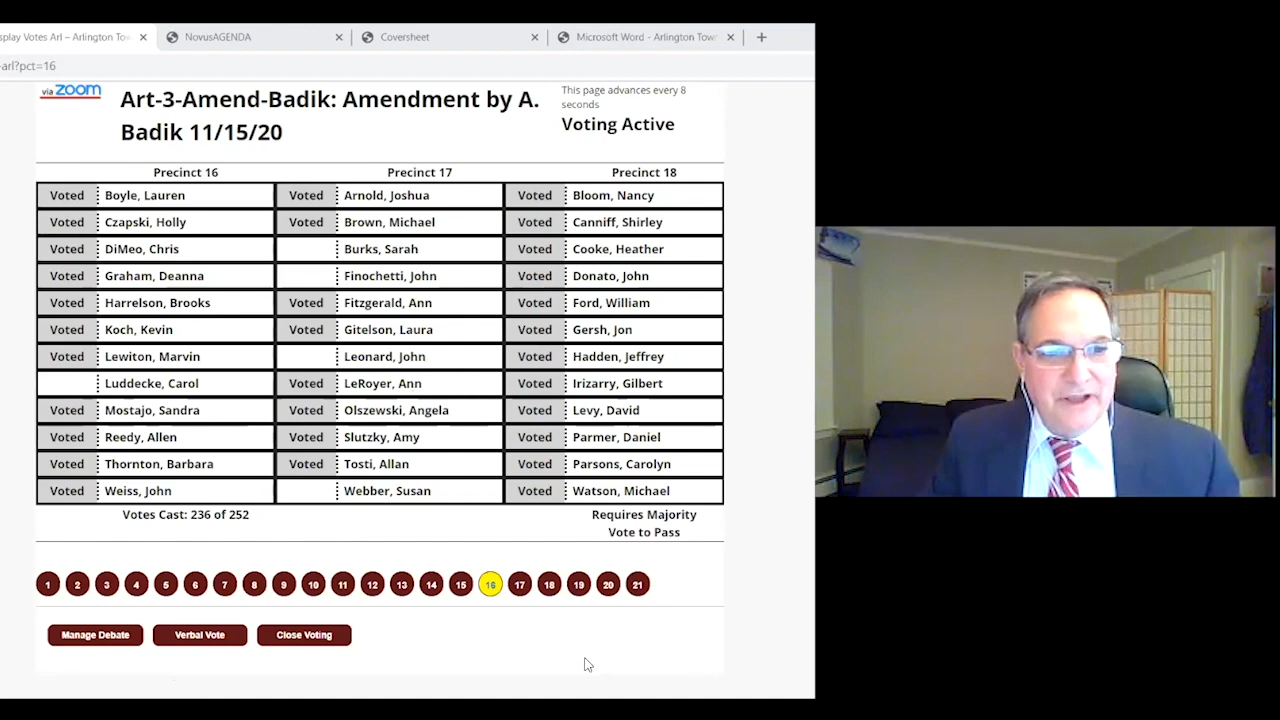 splay Votes Arl – Arlington Tow
NovusAGENDA
Coversheet
Microsoft Word - Arlington Town
-arl?pct=16
via zoom
Art-3-Amend-Badik: Amendment by A.
Badik 11/15/20
This page advances every 8
seconds
Voting Active
Precinct 16 Precinct 17 Precinct 18
Voted Boyle, Lauren Voted Arnold, Joshua Voted Bloom, Nancy
Voted Czapski, Holly Voted Brown, Michael Voted Canniff, Shirley
Voted DiMeo, Chris Burks, Sarah Voted Cooke, Heather
Voted Graham, Deanna Finochetti, John Voted Donato, John
Voted Harrelson, Brooks Voted Fitzgerald, Ann Voted Ford, William
Voted Koch, Kevin Voted Gitelson, Laura Voted Gersh, Jon
Voted Lewiton, Marvin Leonard, John Voted Hadden, Jeffrey
Luddecke, Carol Voted LeRoyer, Ann Voted Irizarry, Gilbert
Voted Mostajo, Sandra Voted Olszewski, Angela Voted Levy, David
Voted Reedy, Allen Voted Slutzky, Amy Voted Parmer, Daniel
Voted Thornton, Barbara Voted Tosti, Allan Voted Parsons, Carolyn
Voted Weiss, John Webber, Susan Voted Watson, Michael
Votes Cast: 236 of 252
Requires Majority
Vote to Pass
1 2 3 4 5 6 7 8 9 10 11 12 13 14 15 16 17 18 19 20 21
Manage Debate Verbal Vote Close Voting